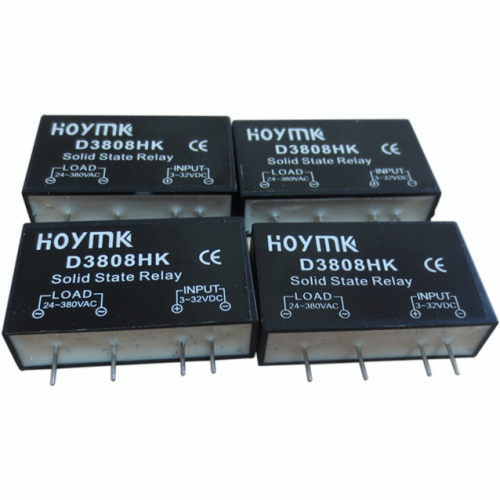 HOYMK
D3808HK CE
Solid State Relay
LOAD INPUT
24~380VAC 3~32VDC
HOYMK
D3808HK CE
Solid State Relay
LOAD INPUT
24~380VAC 3~32VDC
HOYMK
D3808HK CE
Solid State Relay
LOAD INPUT
24~380VAC 3~32VDC
HOYMK
D3808HK CE
Solid State Relay
LOAD INPUT
24~380VAC 3~32VDC